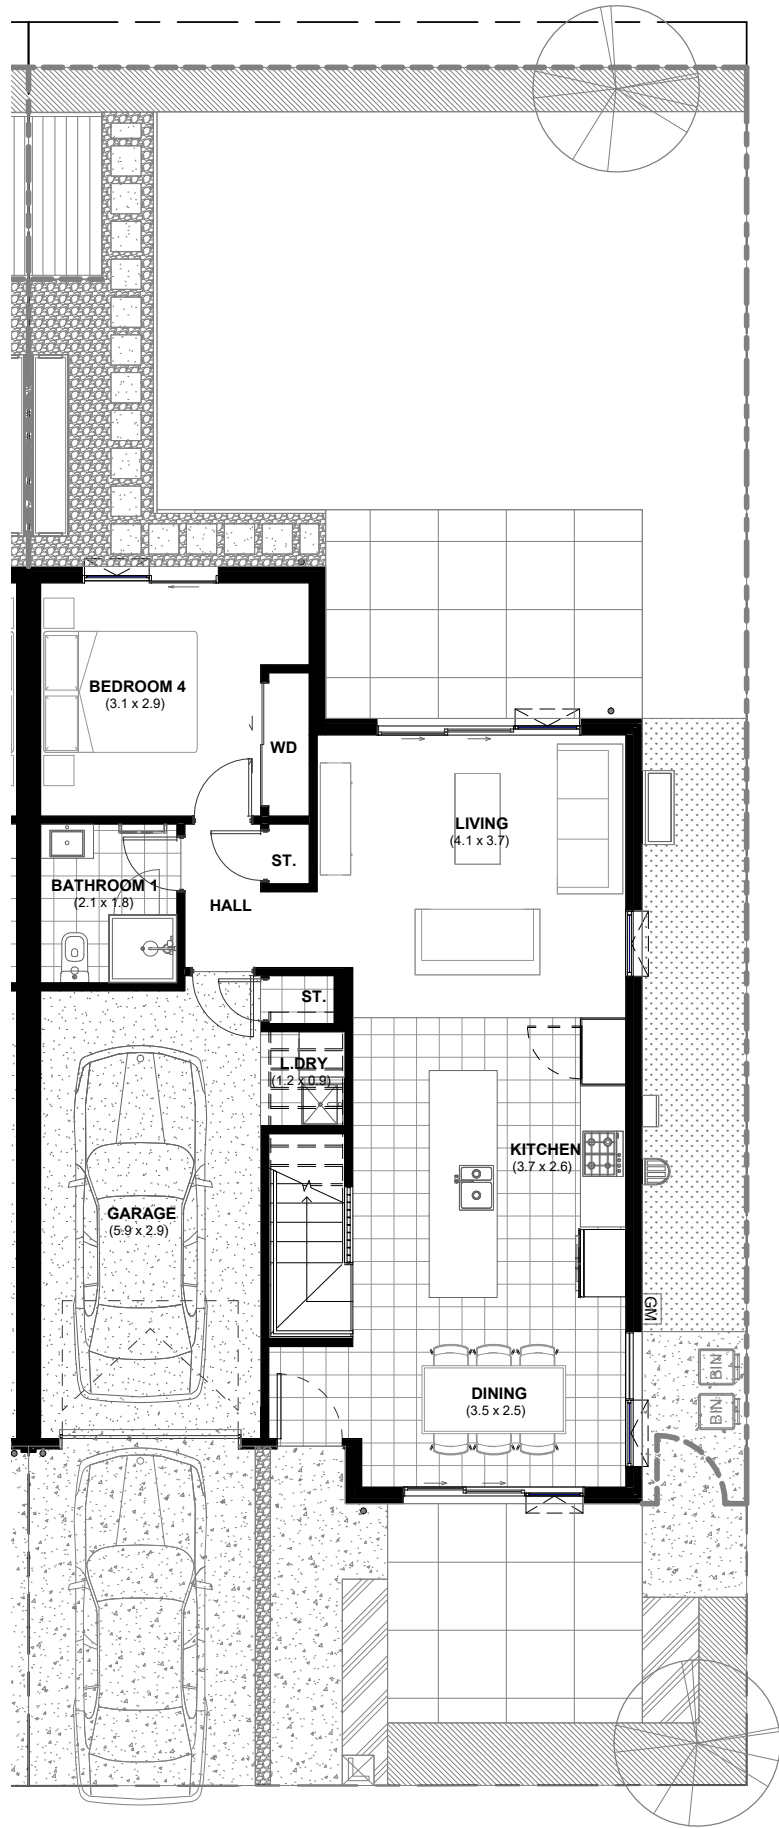 BEDROOM 4
(3.1 x 2.9)
WD
LIVING
(4.1 x 3.7)
ST.
BATHROOM 1
(2.1 x 1.8)
HALL
ST.
L.DRY
(1.2 x 0.9)
KITCHEN
(3.7 x 2.6)
GARAGE
(5.9 x 2.9)
GM
BIN
DINING
(3.5 x 2.5)
BIN